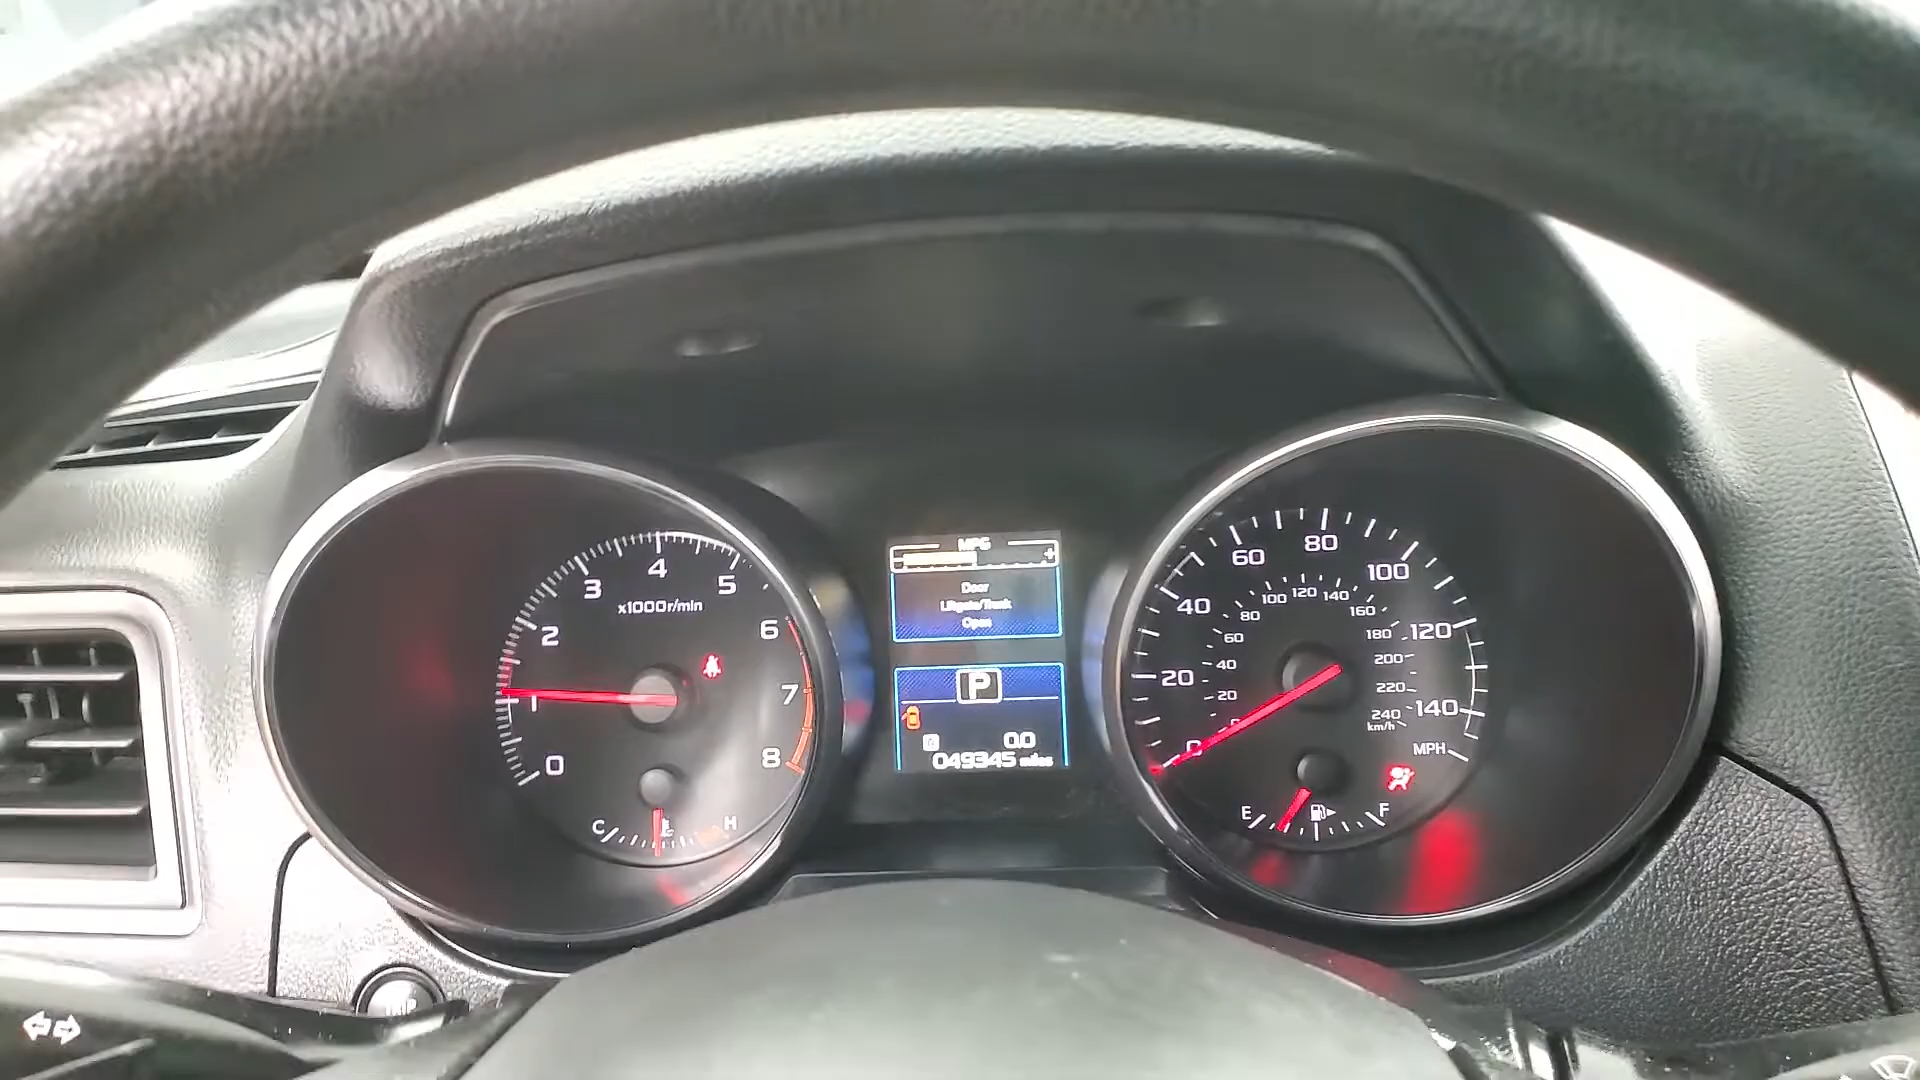 0
1
2
3
4
5
6
7
8
x1000r/min
C
H
MPG
+
Door
Liftgate/Trunk
Open
P
0.0
049345 miles
0
20
40
60
80
100
120
140
MPH
0
20
40
60
80
100
120
140
160
180
200
220
240
km/h
E
F
TRIP